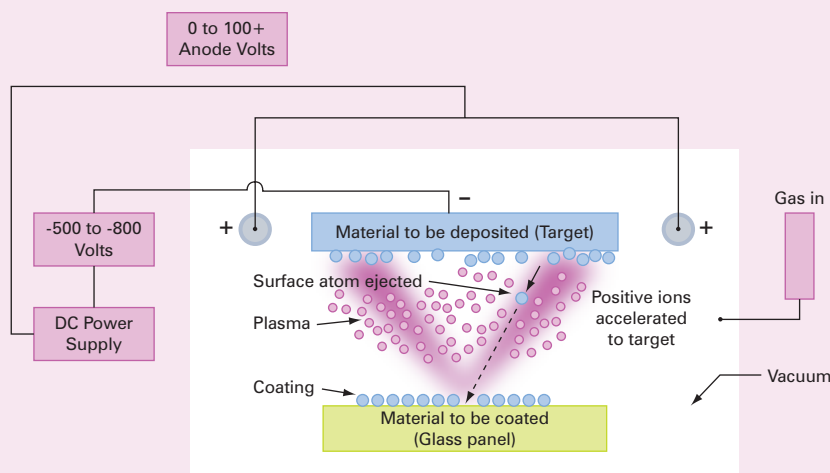 0 to 100+
Anode Volts
-500 to -800
Volts
DC Power
Supply
+
−
+
Gas in
Material to be deposited (Target)
Surface atom ejected
Plasma
Positive ions
accelerated
to target
Coating
Vacuum
Material to be coated
(Glass panel)